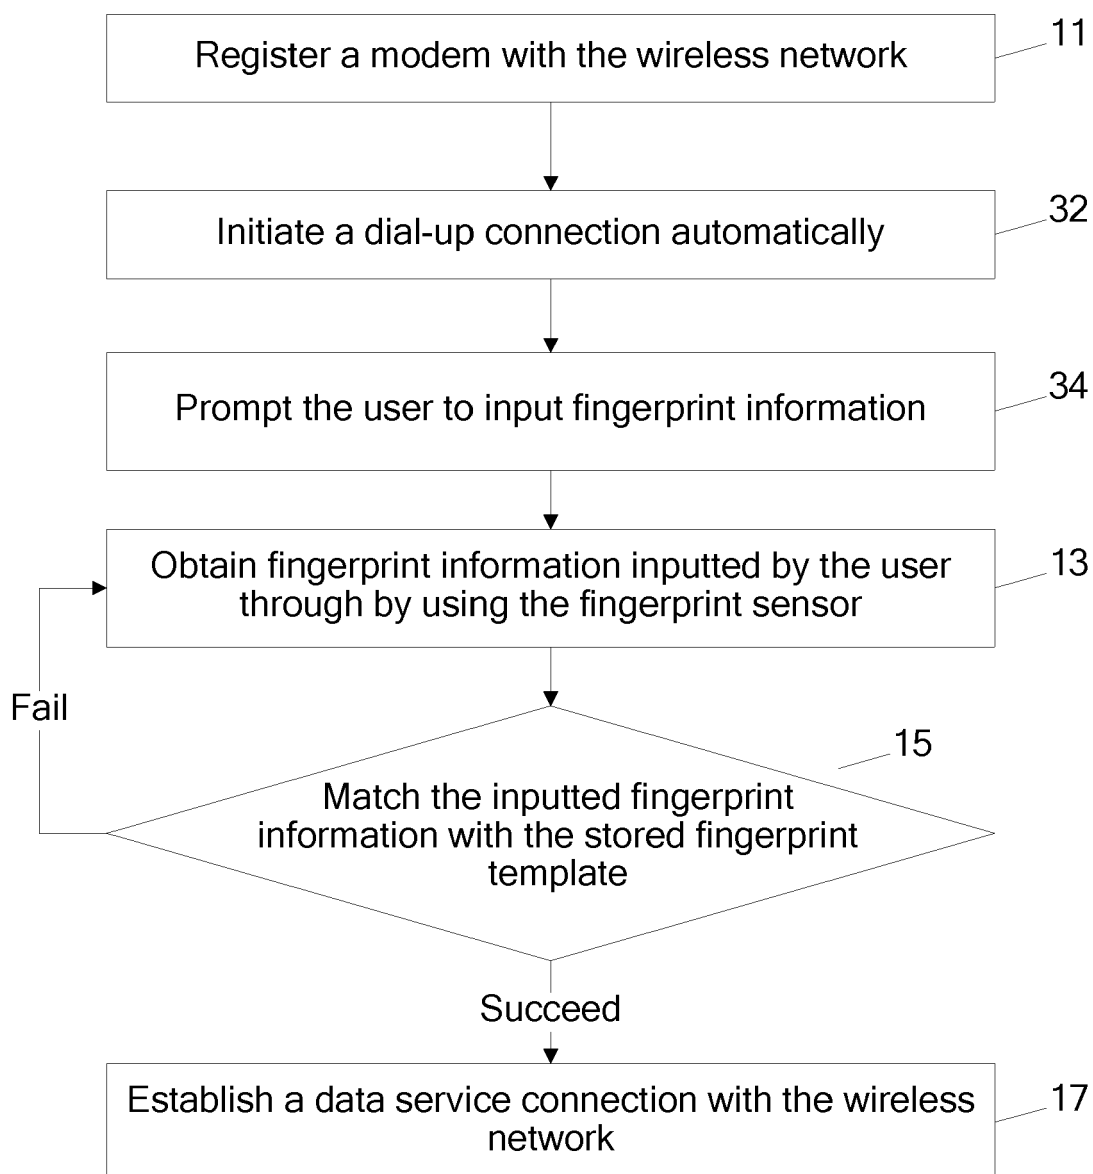 Register a modem with the wireless network
11
Initiate a dial-up connection automatically
32
Prompt the user to input fingerprint information
34
Obtain fingerprint information inputted by the user
through by using the fingerprint sensor
13
Fail
15
Match the inputted fingerprint
information with the stored fingerprint
template
Succeed
Establish a data service connection with the wireless
network
17